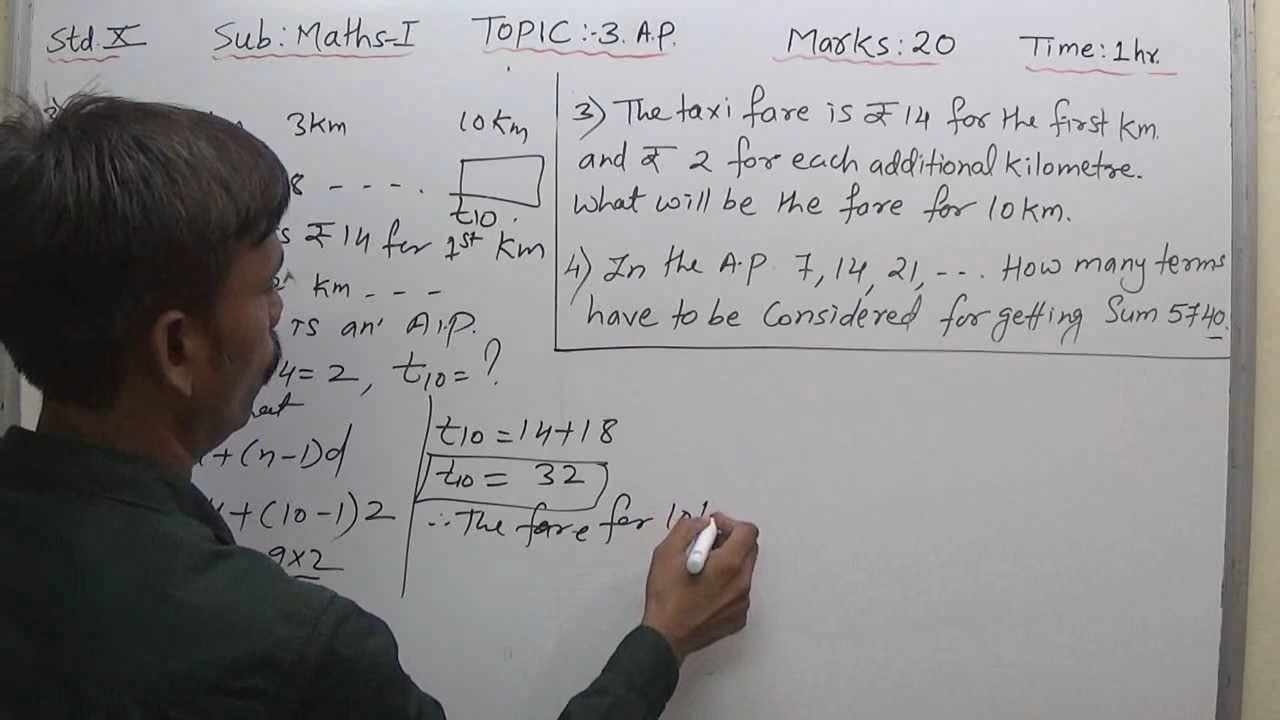 Std. X Sub: Maths-I TOPIC :- 3. A.P. Marks: 20 Time: 1 hr.
3km 10km
8 - - - - .
t10 .
₹ 14 for 1st km
km - - -
an A.P.
4 = 2, t10 = ?
+(n-1)d
+(10-1)2
9×2
t10 = 14+18
t10 = 32
∴ The fare for 10
3) The taxi fare is ₹ 14 for the first km.
and ₹ 2 for each additional kilometre.
What will be the fare for 10 km.
4) In the A.P. 7, 14, 21, - - . How many terms
have to be Considered for getting Sum 5740.